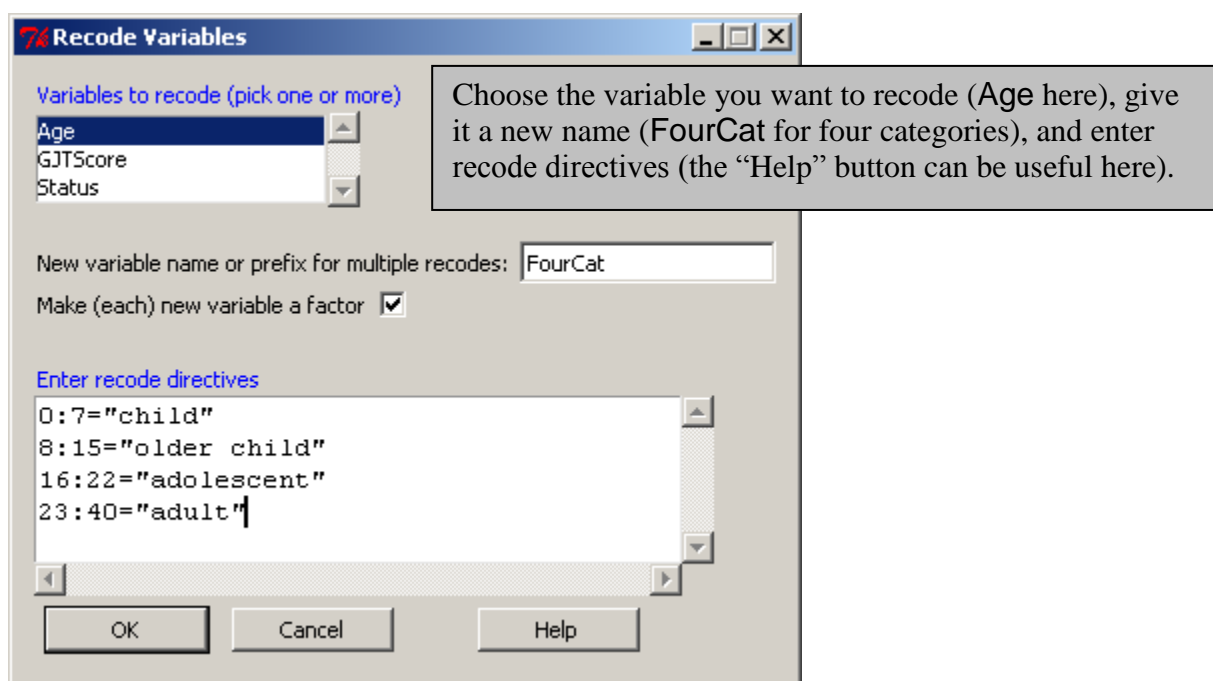 Recode Variables
Variables to recode (pick one or more)
Age
GJTScore
Status
Choose the variable you want to recode (Age here), give
it a new name (FourCat for four categories), and enter
recode directives (the “Help” button can be useful here).
New variable name or prefix for multiple recodes: FourCat
Make (each) new variable a factor
Enter recode directives
0:7="child"
8:15="older child"
16:22="adolescent"
23:40="adult"
OK Cancel Help